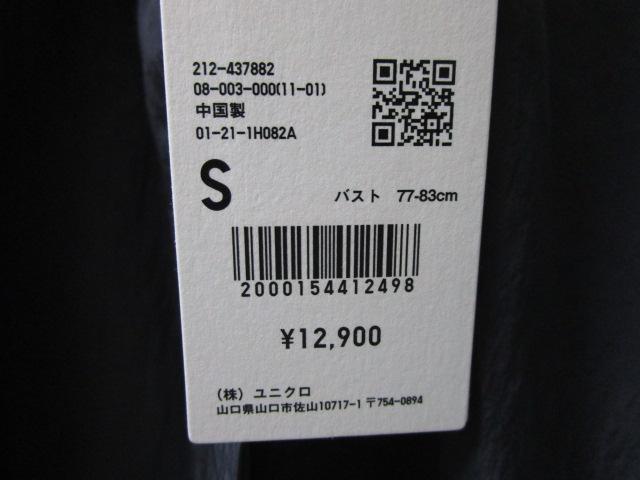 212-437882
08-003-000(11-01)
中国製
01-21-1H082A
S
バスト 77-83cm
2000154412498
¥12,900
(株) ユニクロ
山口県山口市佐山10717-1 〒754-0894